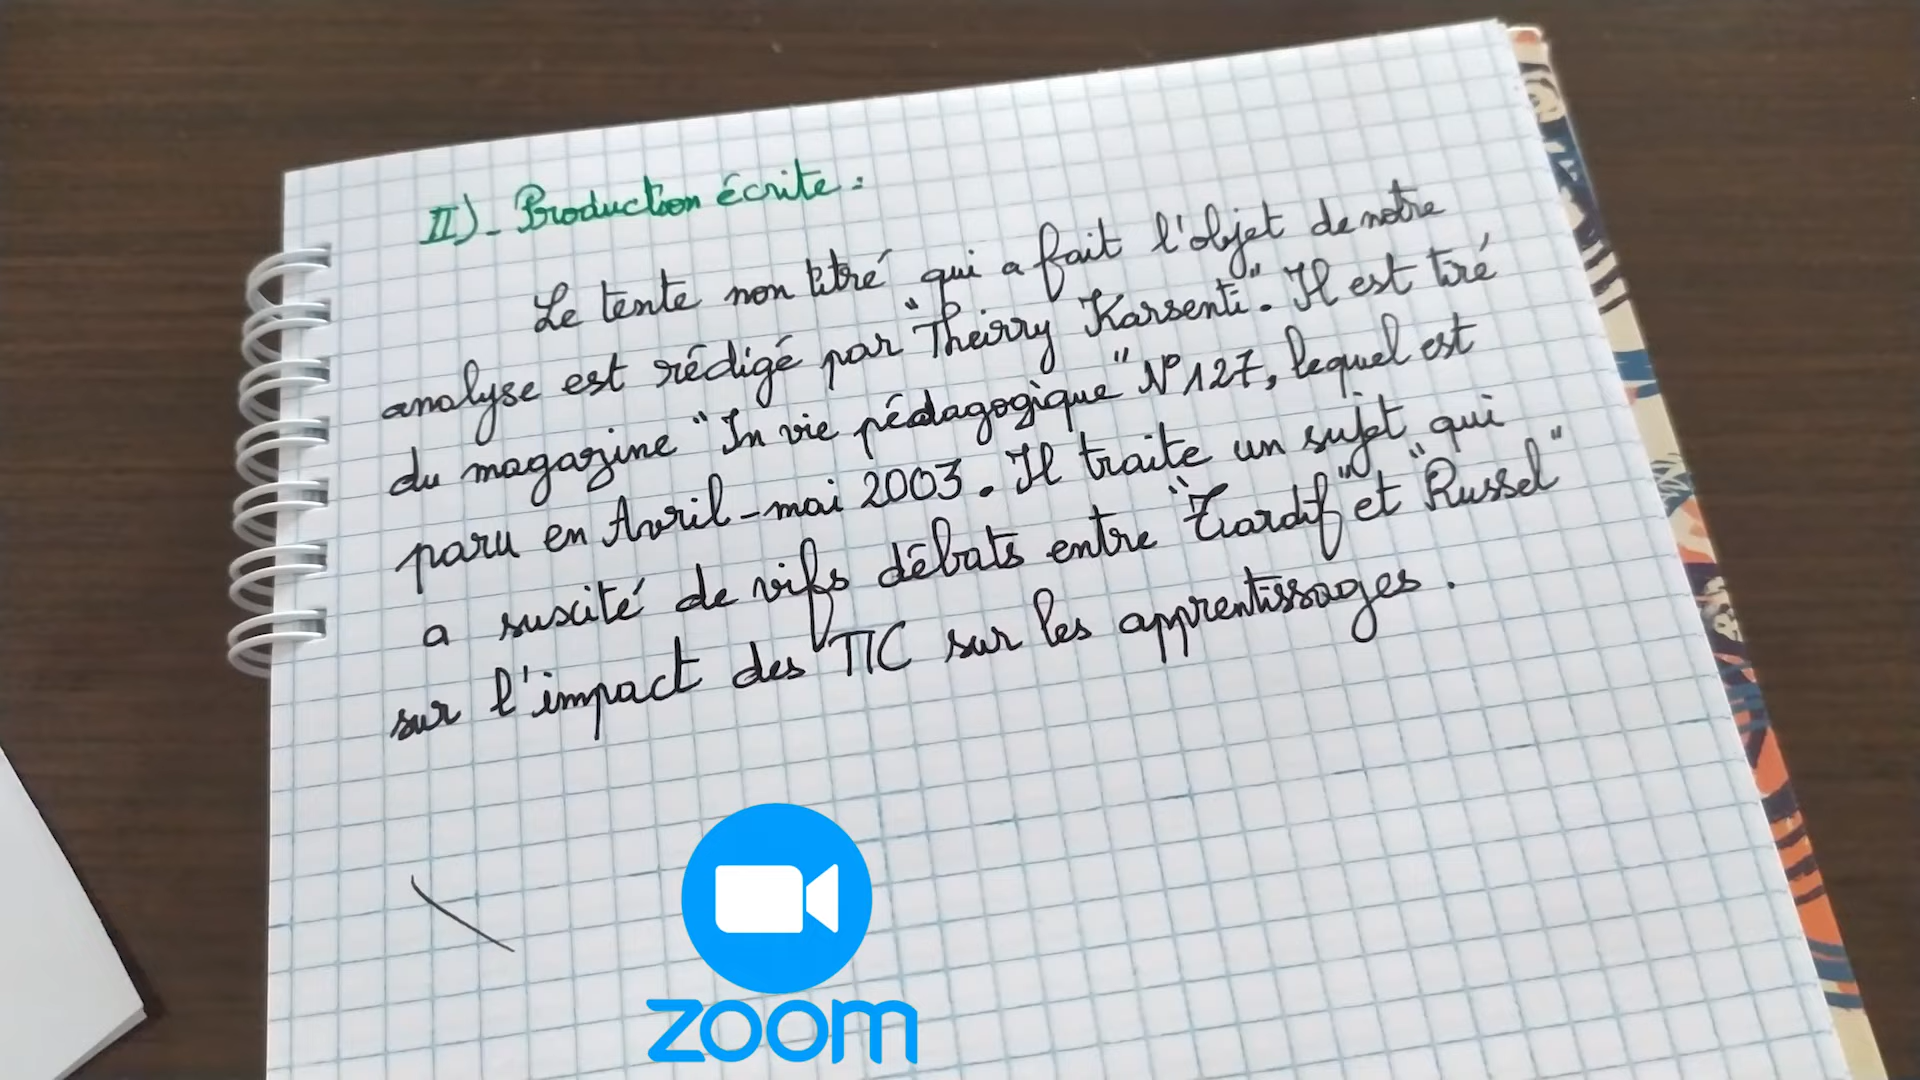 II)_ Production écrite:
Le texte non titré qui a fait l'objet de notre
analyse est rédigé par "Theirry Karsenti". Il est tiré
du magazine "In vie pédagogique" N°127, lequel est
paru en Avril-mai 2003. Il traite un sujet qui
a suscité de vifs débats entre "Tardif" et "Russel"
sur l'impact des TIC sur les apprentissages.
zoom